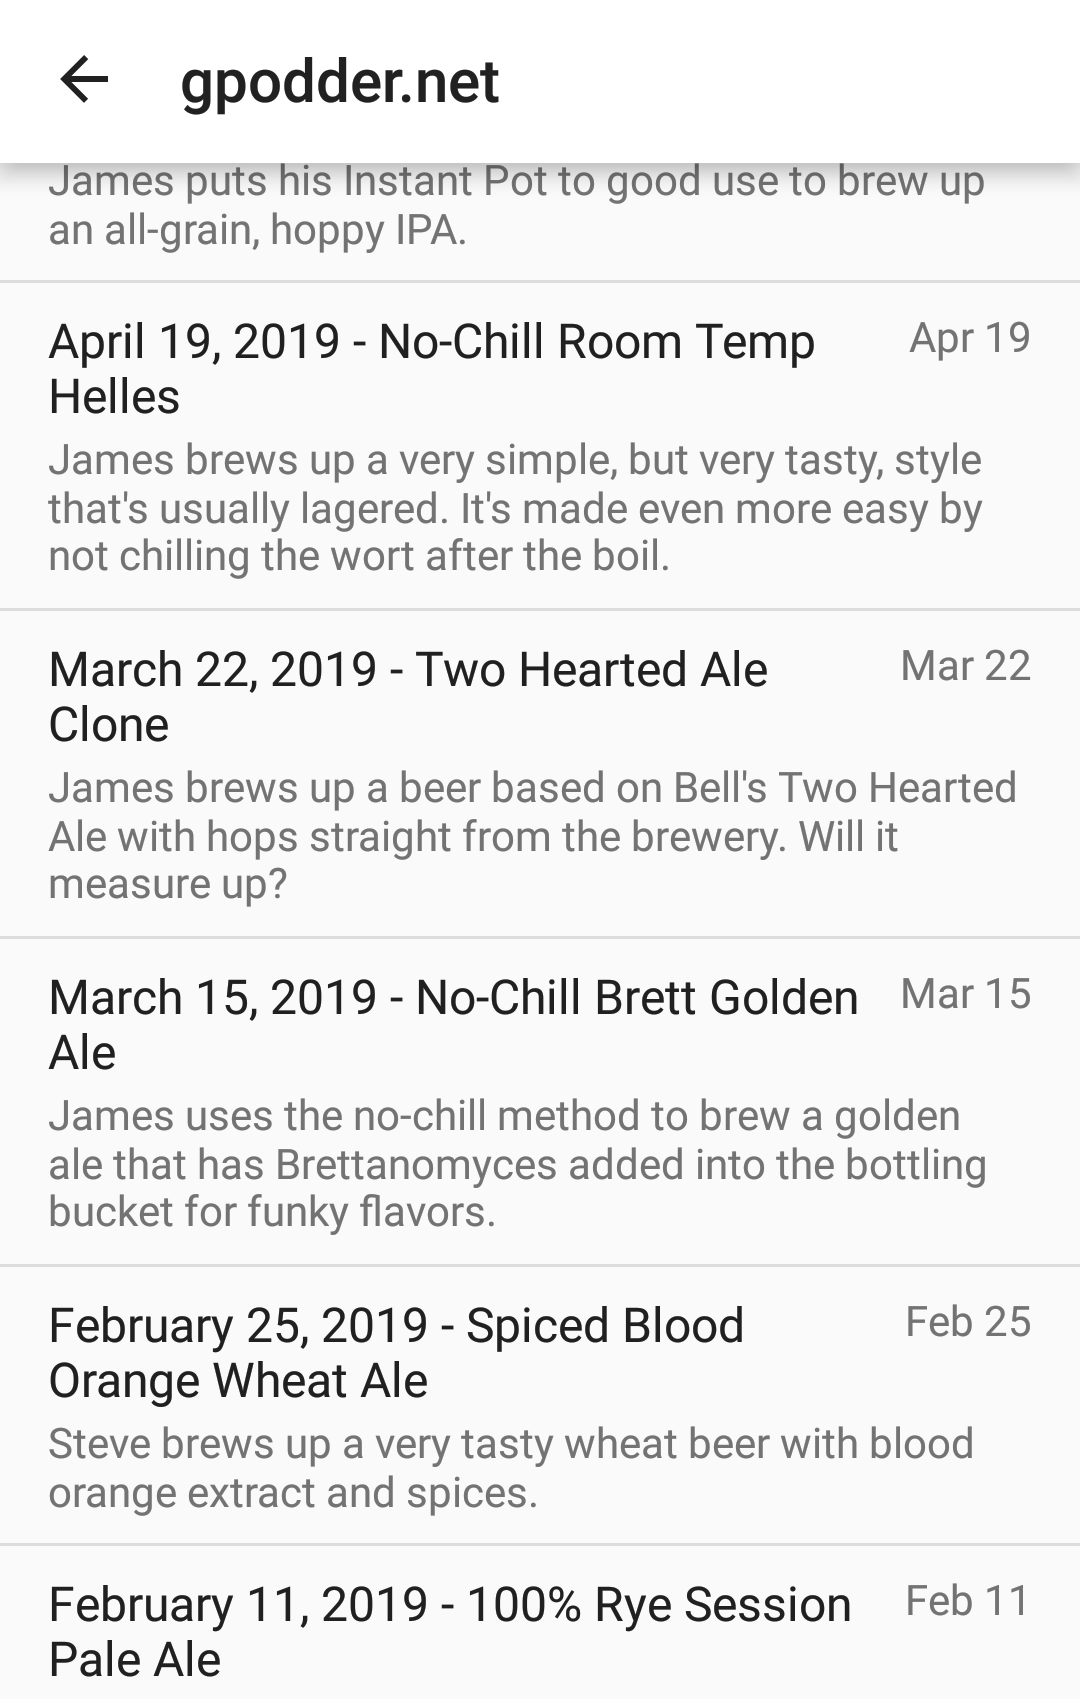 gpodder.net
James puts his Instant Pot to good use to brew up
an all-grain, hoppy IPA.
April 19, 2019 - No-Chill Room Temp
Helles
Apr 19
James brews up a very simple, but very tasty, style
that's usually lagered. It's made even more easy by
not chilling the wort after the boil.
March 22, 2019 - Two Hearted Ale
Clone
Mar 22
James brews up a beer based on Bell's Two Hearted
Ale with hops straight from the brewery. Will it
measure up?
March 15, 2019 - No-Chill Brett Golden
Ale
Mar 15
James uses the no-chill method to brew a golden
ale that has Brettanomyces added into the bottling
bucket for funky flavors.
February 25, 2019 - Spiced Blood
Orange Wheat Ale
Feb 25
Steve brews up a very tasty wheat beer with blood
orange extract and spices.
February 11, 2019 - 100% Rye Session
Pale Ale
Feb 11